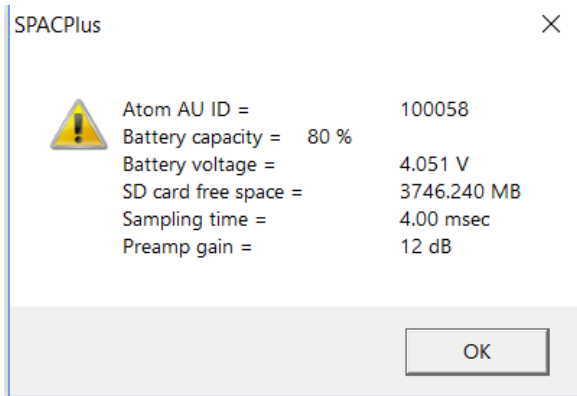 SPACPlus
Atom AU ID = 100058
Battery capacity = 80 %
Battery voltage = 4.051 V
SD card free space = 3746.240 MB
Sampling time = 4.00 msec
Preamp gain = 12 dB
OK